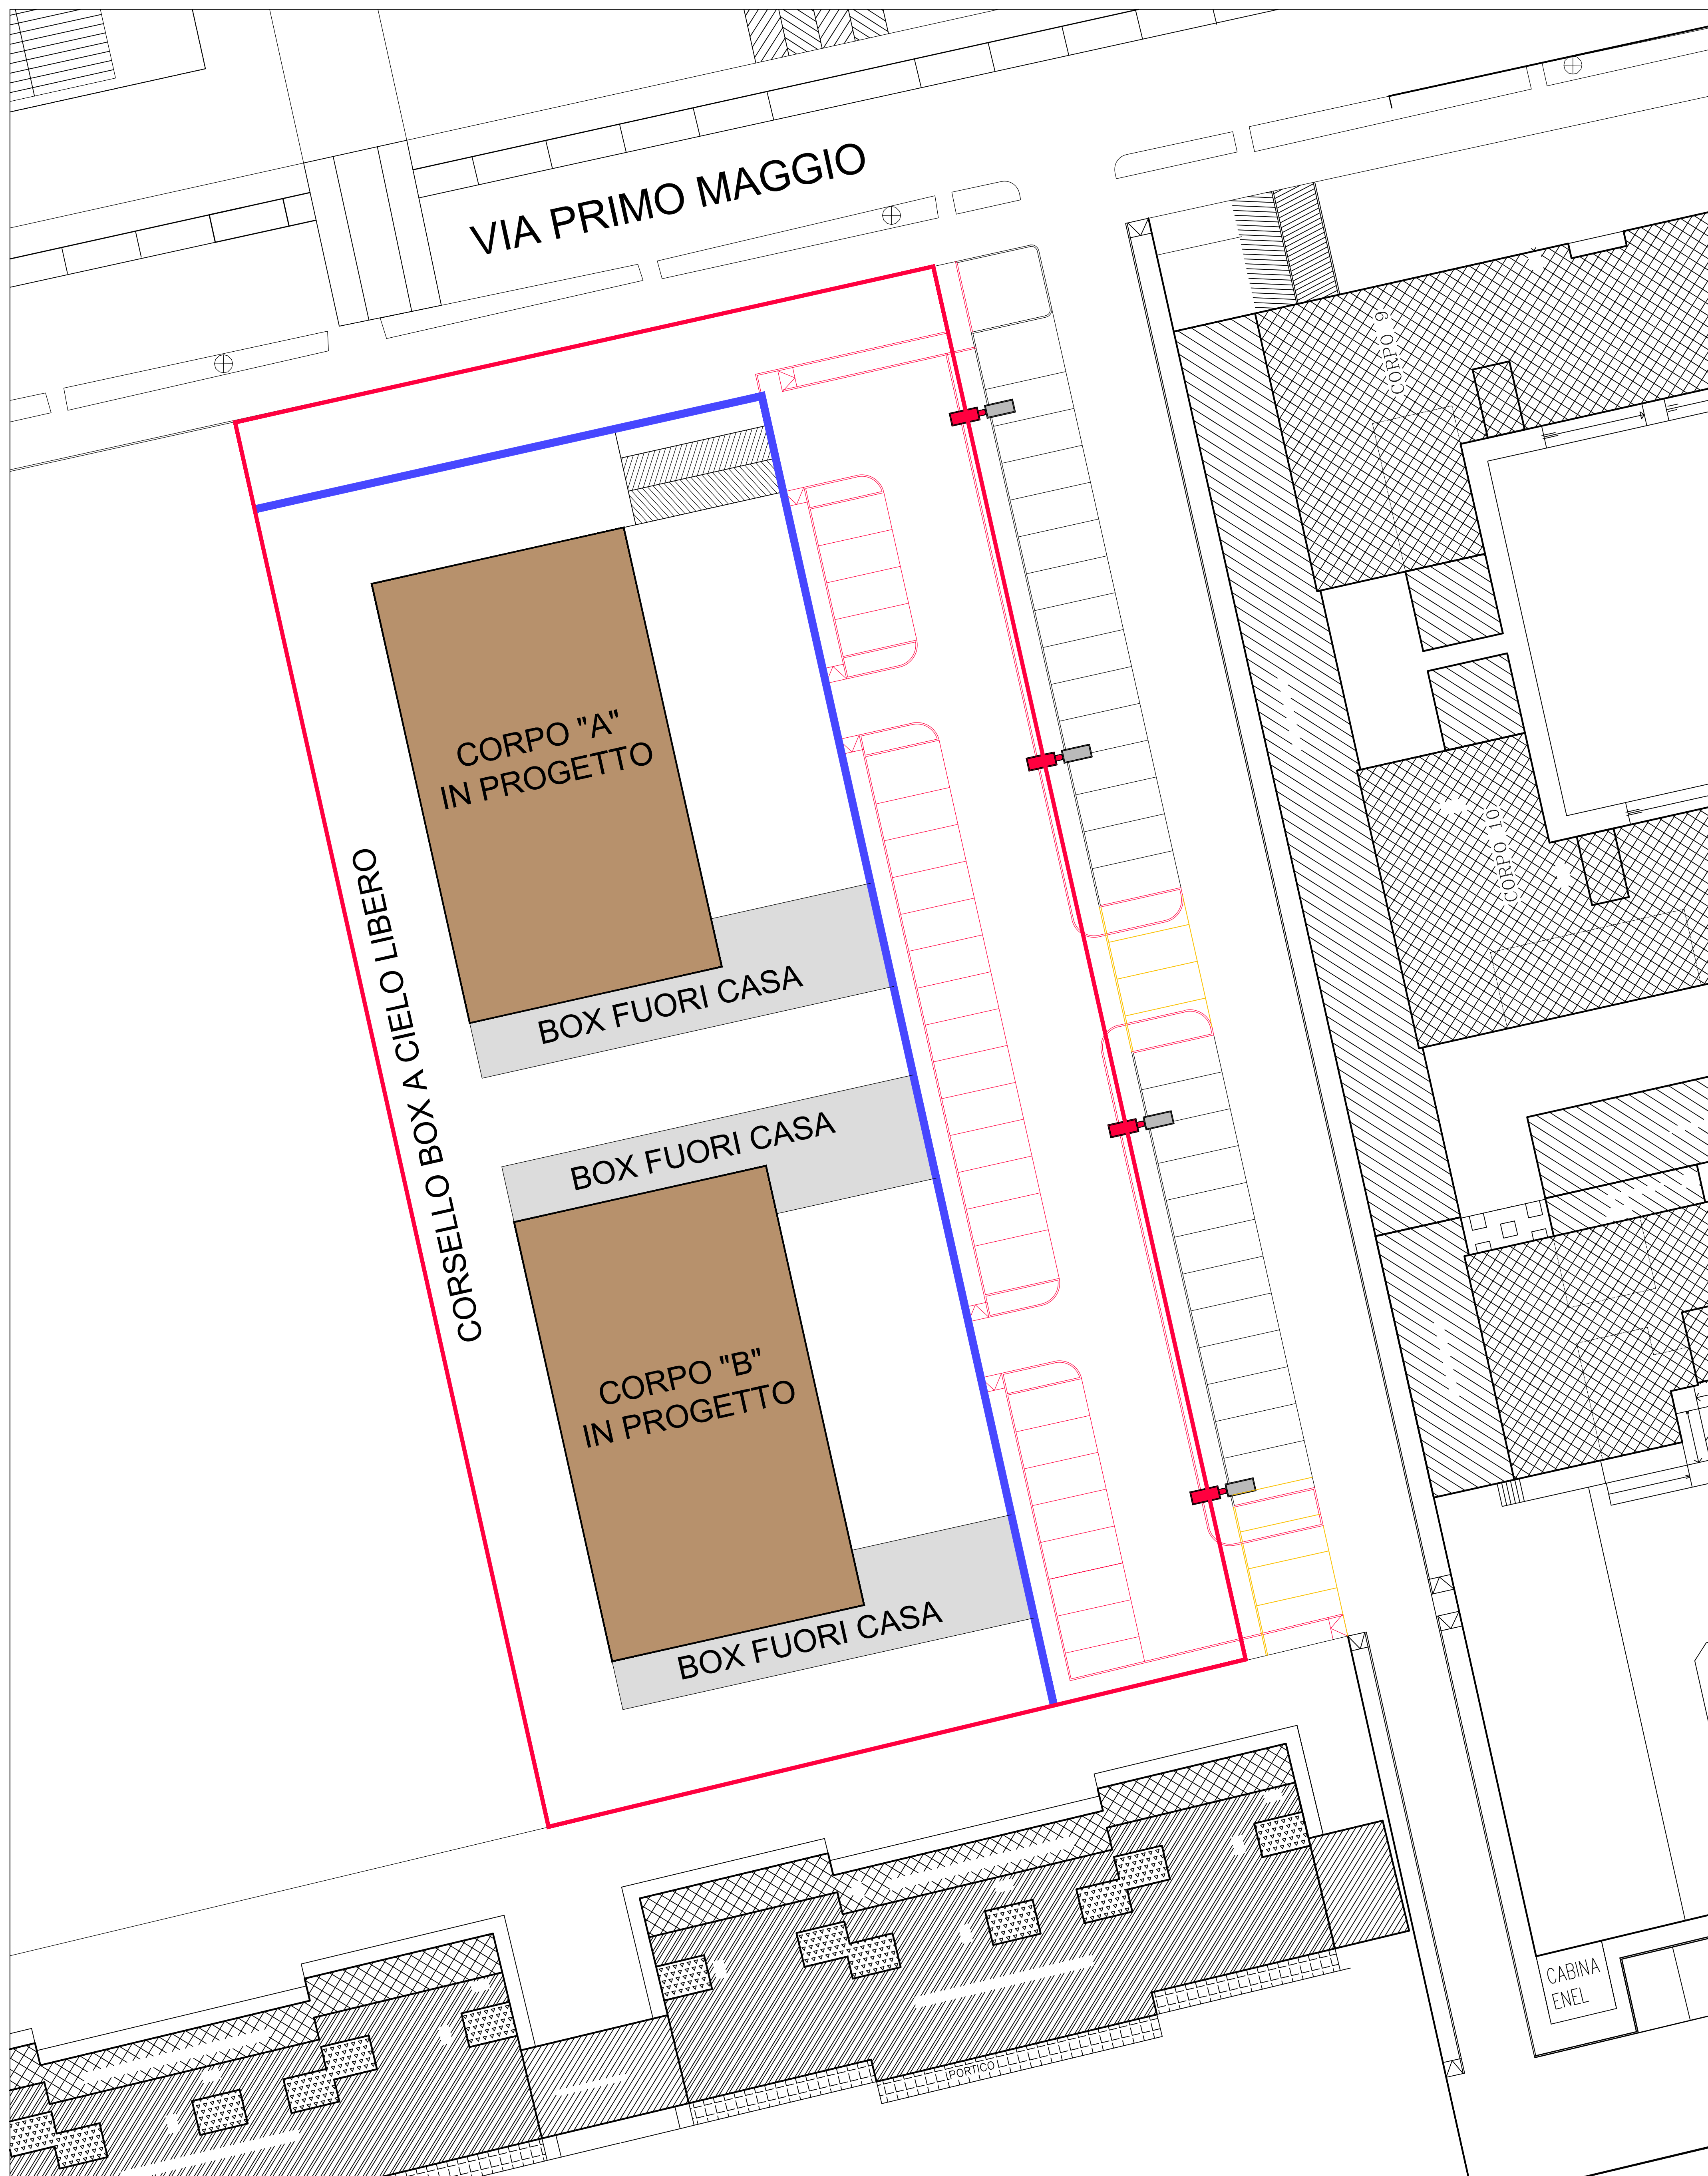 VIA PRIMO MAGGIO
CORPO 9
CORPO "A"
IN PROGETTO
CORPO 10
CORSELLO BOX A CIELO LIBERO
BOX FUORI CASA
BOX FUORI CASA
CORPO "B"
IN PROGETTO
BOX FUORI CASA
CABINA
ENEL
PORTICO